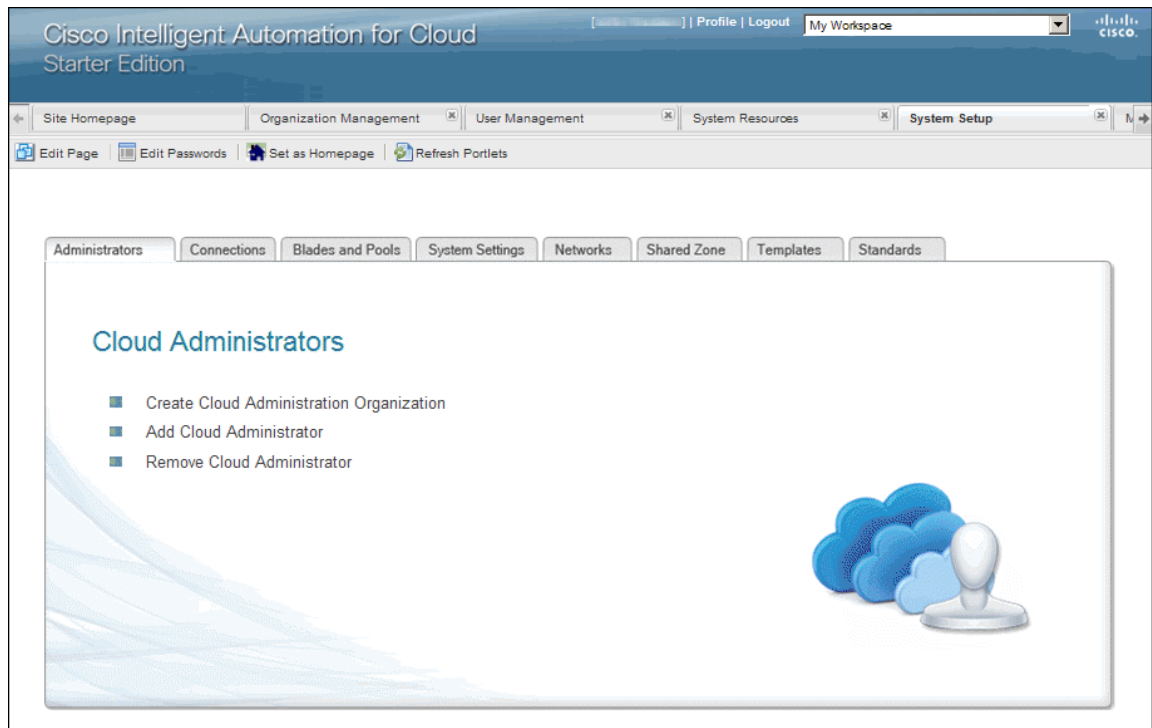 Cisco Intelligent Automation for Cloud
Starter Edition
[ ] | Profile | Logout
My Workspace
CISCO.
Site Homepage
Organization Management
User Management
System Resources
System Setup
Edit Page
Edit Passwords
Set as Homepage
Refresh Portlets
Administrators
Connections
Blades and Pools
System Settings
Networks
Shared Zone
Templates
Standards
Cloud Administrators
Create Cloud Administration Organization
Add Cloud Administrator
Remove Cloud Administrator